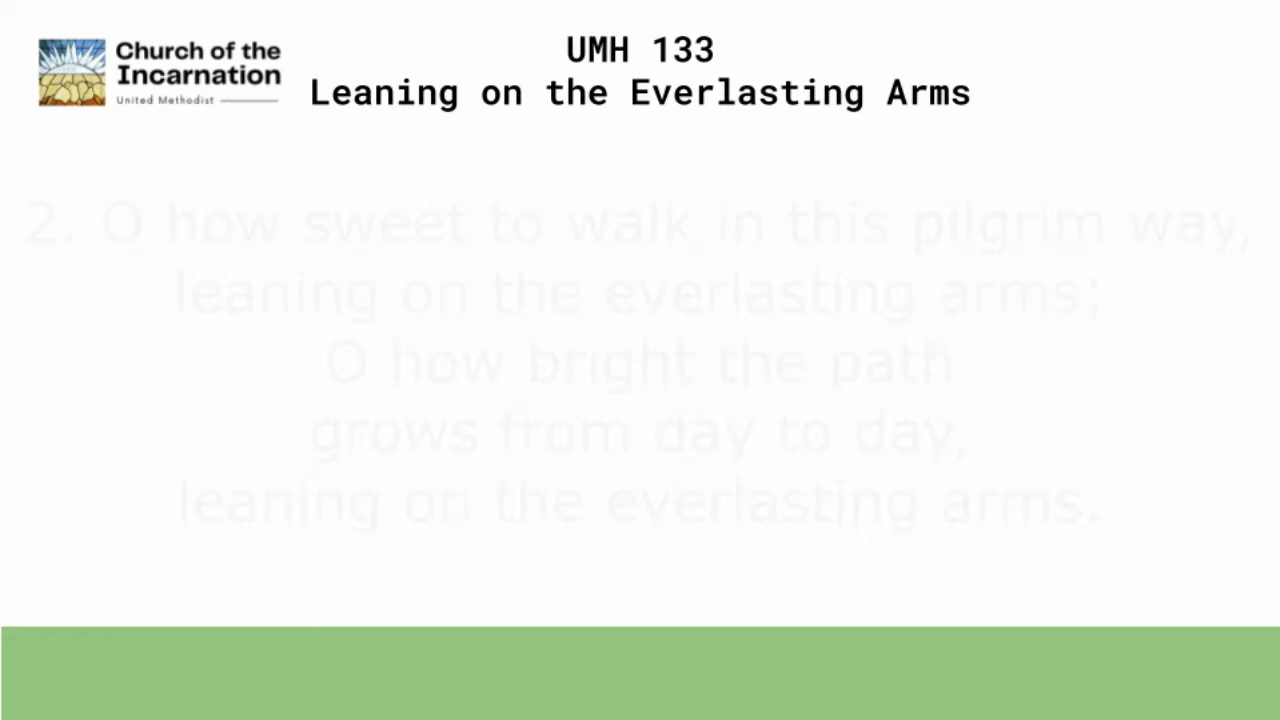 Church of the
Incarnation
United Methodist
UMH 133
Leaning on the Everlasting Arms
2. O how sweet to walk in this pilgrim way,
leaning on the everlasting arms;
O how bright the path
grows from day to day,
leaning on the everlasting arms.